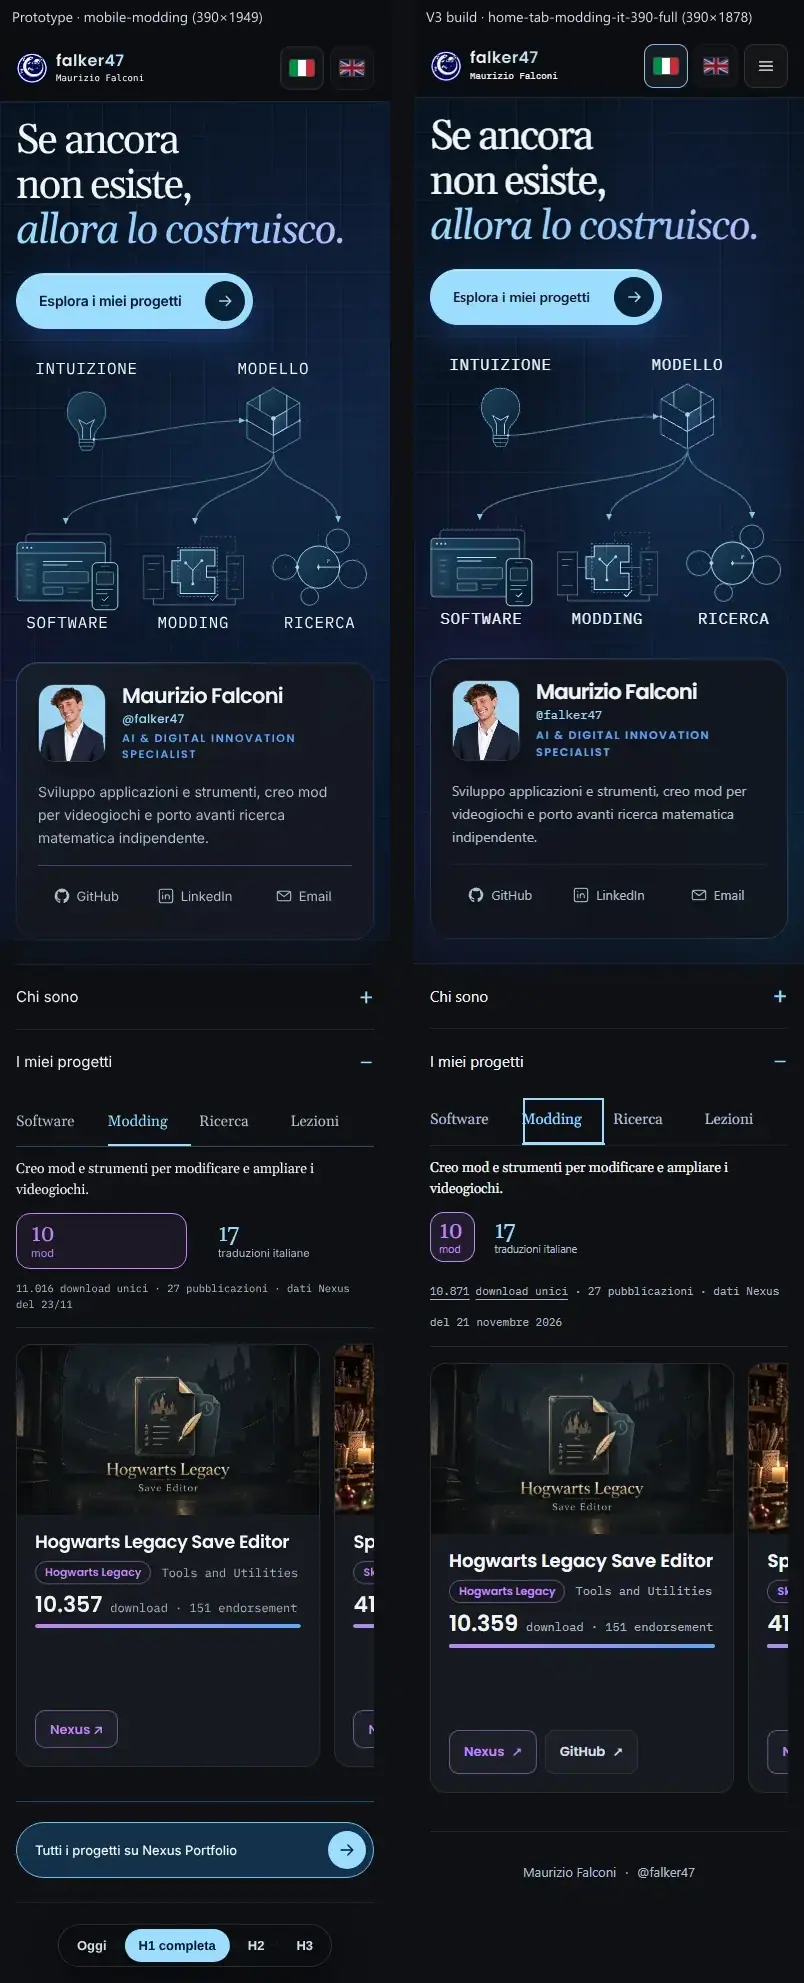 Prototype · mobile-modding (390×1949)
falker47
Maurizio Falconi
Se ancora
non esiste,
allora lo costruisco.
Esplora i miei progetti
INTUIZIONE MODELLO
SOFTWARE MODDING RICERCA
Maurizio Falconi
@falker47
AI & DIGITAL INNOVATION
SPECIALIST
Sviluppo applicazioni e strumenti, creo mod
per videogiochi e porto avanti ricerca
matematica indipendente.
GitHub LinkedIn Email
Chi sono +
I miei progetti −
Software Modding Ricerca Lezioni
Creo mod e strumenti per modificare e ampliare i
videogiochi.
10 17
mod traduzioni italiane
11.016 download unici · 27 pubblicazioni · dati Nexus
del 23/11
Hogwarts Legacy
Save Editor
Hogwarts Legacy Save Editor Sp
Hogwarts Legacy Tools and Utilities Sk
10.357 download · 151 endorsement 41
Nexus ↗ N
Tutti i progetti su Nexus Portfolio →
Oggi H1 completa H2 H3
V3 build · home-tab-modding-it-390-full (390×1878)
falker47
Maurizio Falconi
Se ancora
non esiste,
allora lo costruisco.
Esplora i miei progetti
INTUIZIONE MODELLO
SOFTWARE MODDING RICERCA
Maurizio Falconi
@falker47
AI & DIGITAL INNOVATION
SPECIALIST
Sviluppo applicazioni e strumenti, creo mod per
videogiochi e porto avanti ricerca matematica
indipendente.
GitHub LinkedIn Email
Chi sono +
I miei progetti −
Software Modding Ricerca Lezioni
Creo mod e strumenti per modificare e ampliare i
videogiochi.
10 17
mod traduzioni italiane
10.871 download unici · 27 pubblicazioni · dati Nexus
del 21 novembre 2026
Hogwarts Legacy
Save Editor
Hogwarts Legacy Save Editor Sp
Hogwarts Legacy Tools and Utilities Sk
10.359 download · 151 endorsement 41
Nexus ↗ GitHub ↗ N
Maurizio Falconi · @falker47